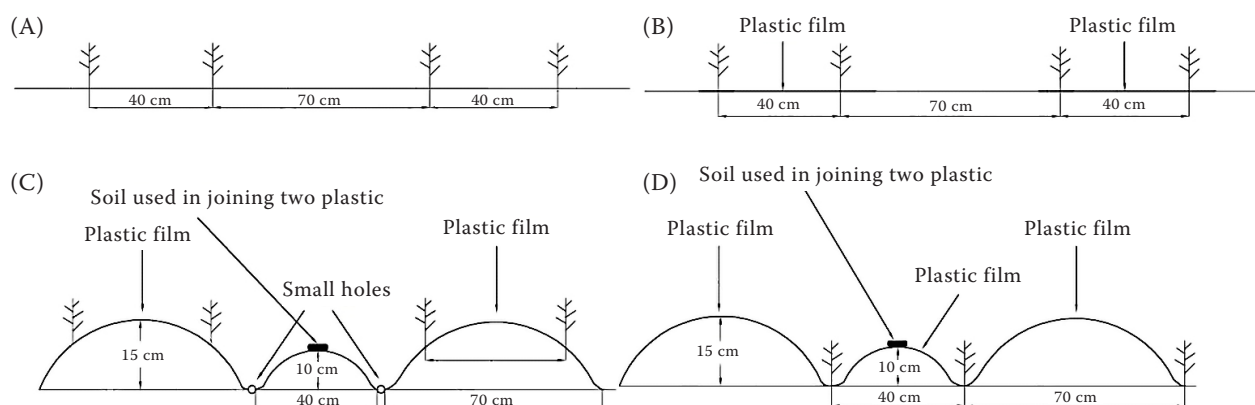 (A)
40 cm
70 cm
40 cm
(B)
Plastic film
Plastic film
40 cm
70 cm
40 cm
(C)
Soil used in joining two plastic
Plastic film
Small holes
Plastic film
15 cm
10 cm
40 cm
70 cm
(D)
Soil used in joining two plastic
Plastic film
Plastic film
Plastic film
15 cm
10 cm
40 cm
70 cm